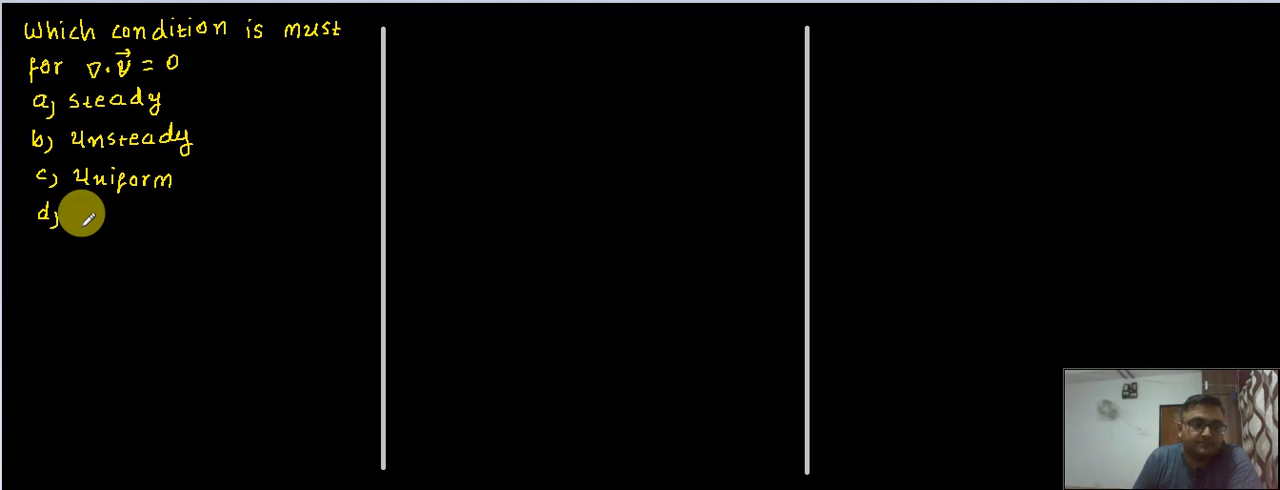 Which condition is must
for ∇·v⃗ = 0
a) steady
b) unsteady
c) Uniform
d)